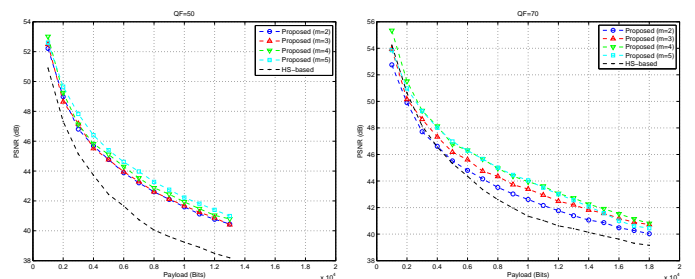 QF=50
54
52
50
48
46
44
42
40
38
PSNR (dB)
0
0.2
0.4
0.6
0.8
1
1.2
1.4
1.6
1.8
2
x 10^4
Payload (Bits)
Proposed (m=2)
Proposed (m=3)
Proposed (m=4)
Proposed (m=5)
HS−based
QF=70
56
54
52
50
48
46
44
42
40
38
PSNR (dB)
0
0.2
0.4
0.6
0.8
1
1.2
1.4
1.6
1.8
2
x 10^4
Payload (Bits)
Proposed (m=2)
Proposed (m=3)
Proposed (m=4)
Proposed (m=5)
HS−based